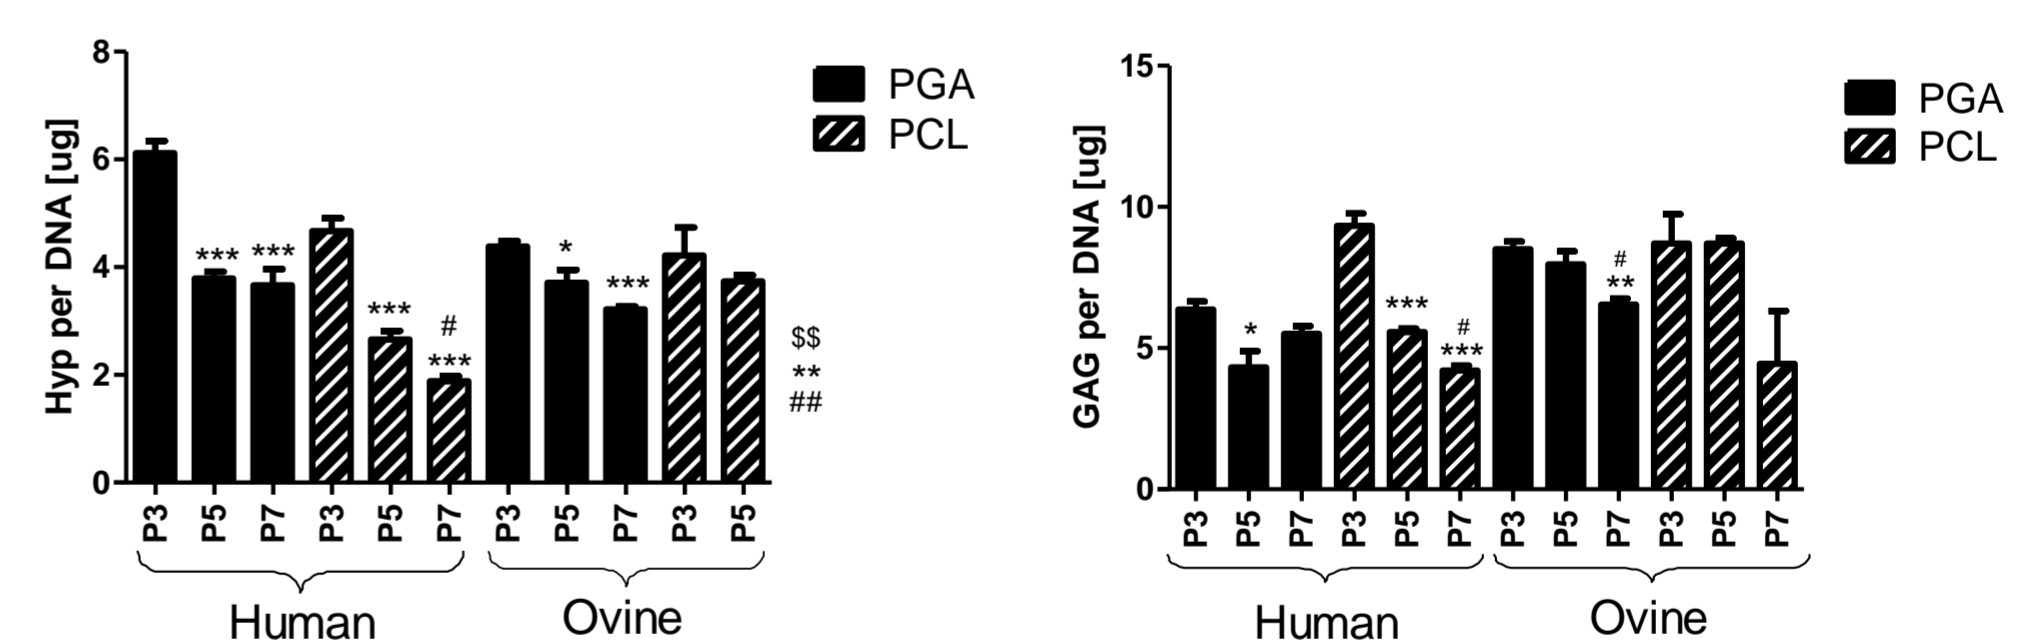 8
6
4
2
0
Hyp per DNA [ug]
*** *** *** # *** * ***
$$
**
##
PGA
PCL
P3 P5 P7 P3 P5 P7 P3 P5 P7 P3 P5
Human Ovine
15
10
5
0
GAG per DNA [ug]
* *** # *** # **
PGA
PCL
P3 P5 P7 P3 P5 P7 P3 P5 P7 P3 P5 P7
Human Ovine